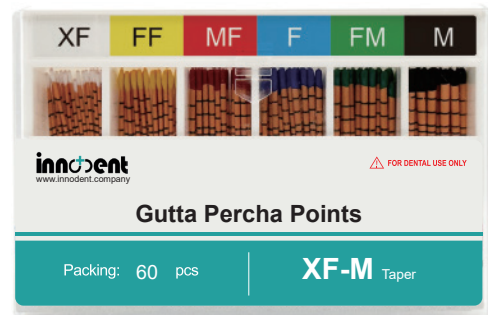 XF FF MF F FM M
innodent
www.innodent.company
FOR DENTAL USE ONLY
Gutta Percha Points
Packing: 60 pcs
XF-M Taper